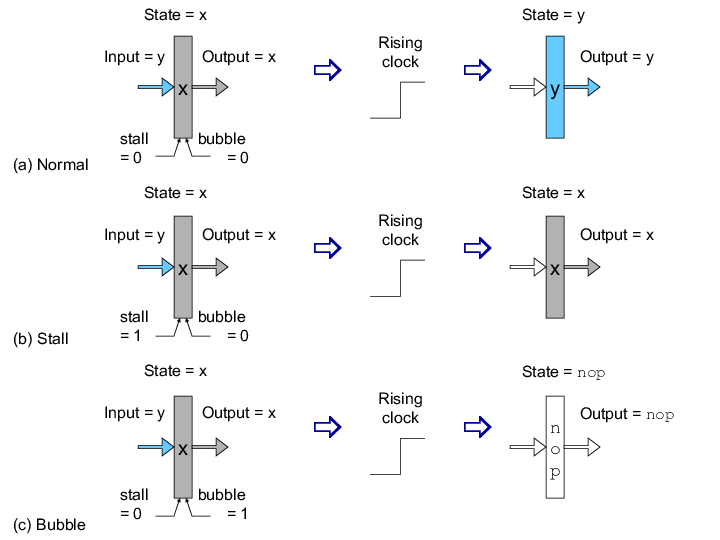 State = x
State = y
Input = y
Output = x
Rising
clock
Output = y
x
y
stall
= 0
bubble
= 0
(a) Normal
State = x
State = x
Input = y
Output = x
Rising
clock
Output = x
x
x
stall
= 1
bubble
= 0
(b) Stall
State = x
State = nop
Input = y
Output = x
Rising
clock
Output = nop
x
n
o
p
stall
= 0
bubble
= 1
(c) Bubble